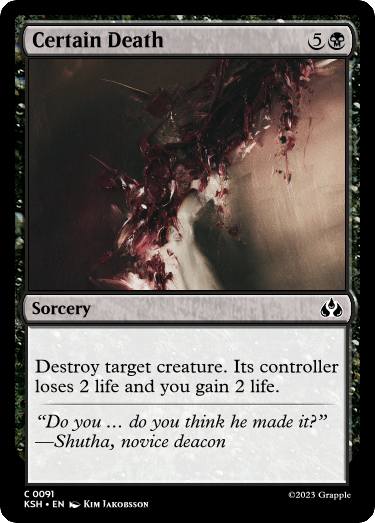 Certain Death 5
Sorcery
Destroy target creature. Its controller
loses 2 life and you gain 2 life.
“Do you … do you think he made it?”
—Shutha, novice deacon
C 0091
KSH • EN Kim Jakobsson
©2023 Grapple